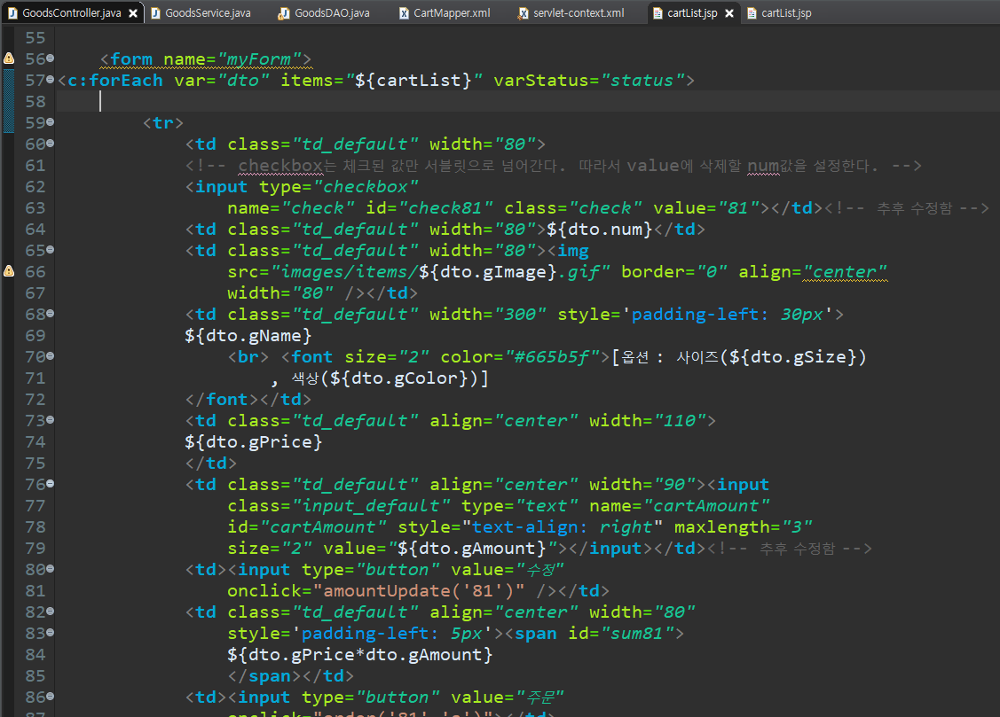 GoodsController.java GoodsService.java GoodsDAO.java CartMapper.xml servlet-context.xml cartList.jsp cartList.jsp
55
56 <form name="myForm">
57 <c:forEach var="dto" items="${cartList}" varStatus="status">
58
59 <tr>
60 <td class="td_default" width="80">
61 <!-- checkbox는 체크된 값만 서블릿으로 넘어간다. 따라서 value에 삭제할 num값을 설정한다. -->
62 <input type="checkbox"
63 name="check" id="check81" class="check" value="81"></td><!-- 추후 수정함 -->
64 <td class="td_default" width="80">${dto.num}</td>
65 <td class="td_default" width="80"><img
66 src="images/items/${dto.gImage}.gif" border="0" align="center"
67 width="80" /></td>
68 <td class="td_default" width="300" style='padding-left: 30px'>
69 ${dto.gName}
70 <br> <font size="2" color="#665b5f">[옵션 : 사이즈(${dto.gSize})
71 , 색상(${dto.gColor})]
72 </font></td>
73 <td class="td_default" align="center" width="110">
74 ${dto.gPrice}
75 </td>
76 <td class="td_default" align="center" width="90"><input
77 class="input_default" type="text" name="cartAmount"
78 id="cartAmount" style="text-align: right" maxlength="3"
79 size="2" value="${dto.gAmount}"></input></td><!-- 추후 수정함 -->
80 <td><input type="button" value="수정"
81 onclick="amountUpdate('81')" /></td>
82 <td class="td_default" align="center" width="80"
83 style='padding-left: 5px'><span id="sum81">
84 ${dto.gPrice*dto.gAmount}
85 </span></td>
86 <td><input type="button" value="주문"
87 onclick="order('81','a')"></td>